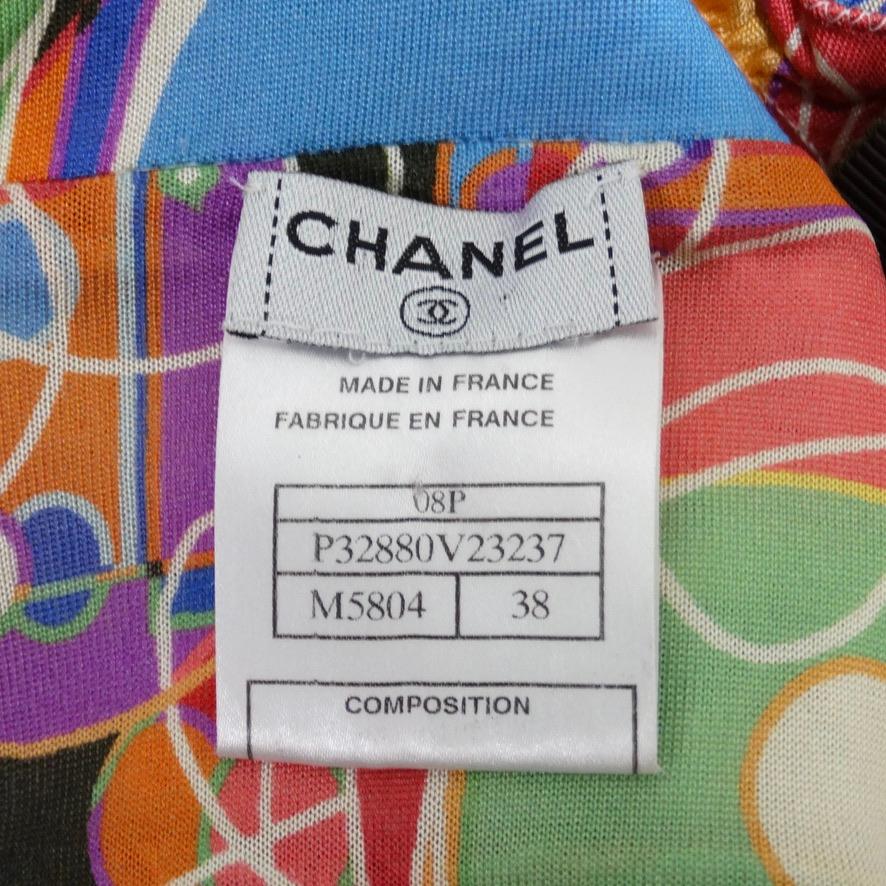 CHANEL
MADE IN FRANCE
FABRIQUE EN FRANCE
08P
P32880V23237
M5804 38
COMPOSITION